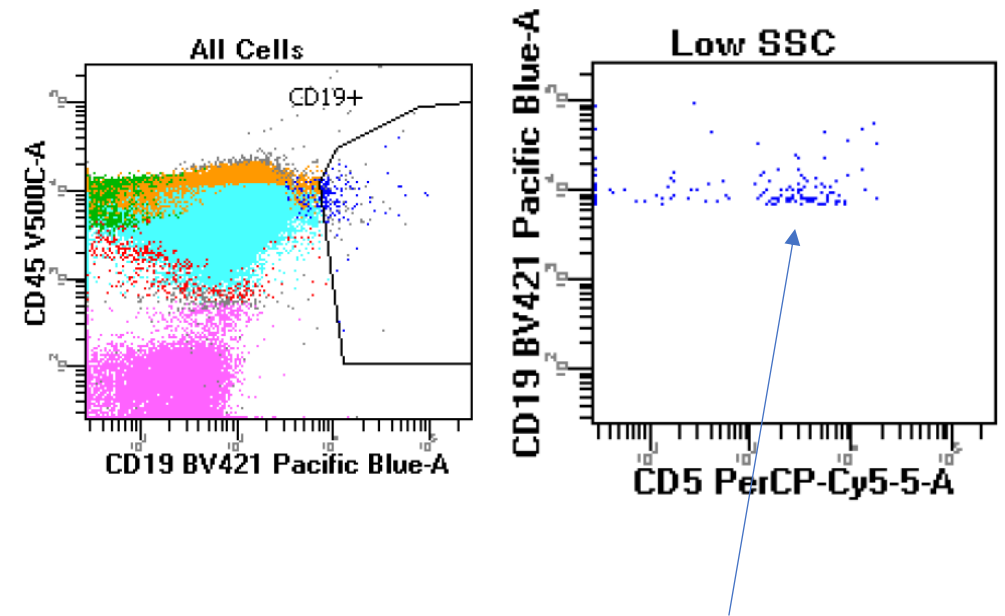 All Cells
CD19+
CD45 V500C-A
CD19 BV421 Pacific Blue-A
Low SSC
CD19 BV421 Pacific Blue-A
CD5 PerCP-Cy5-5-A